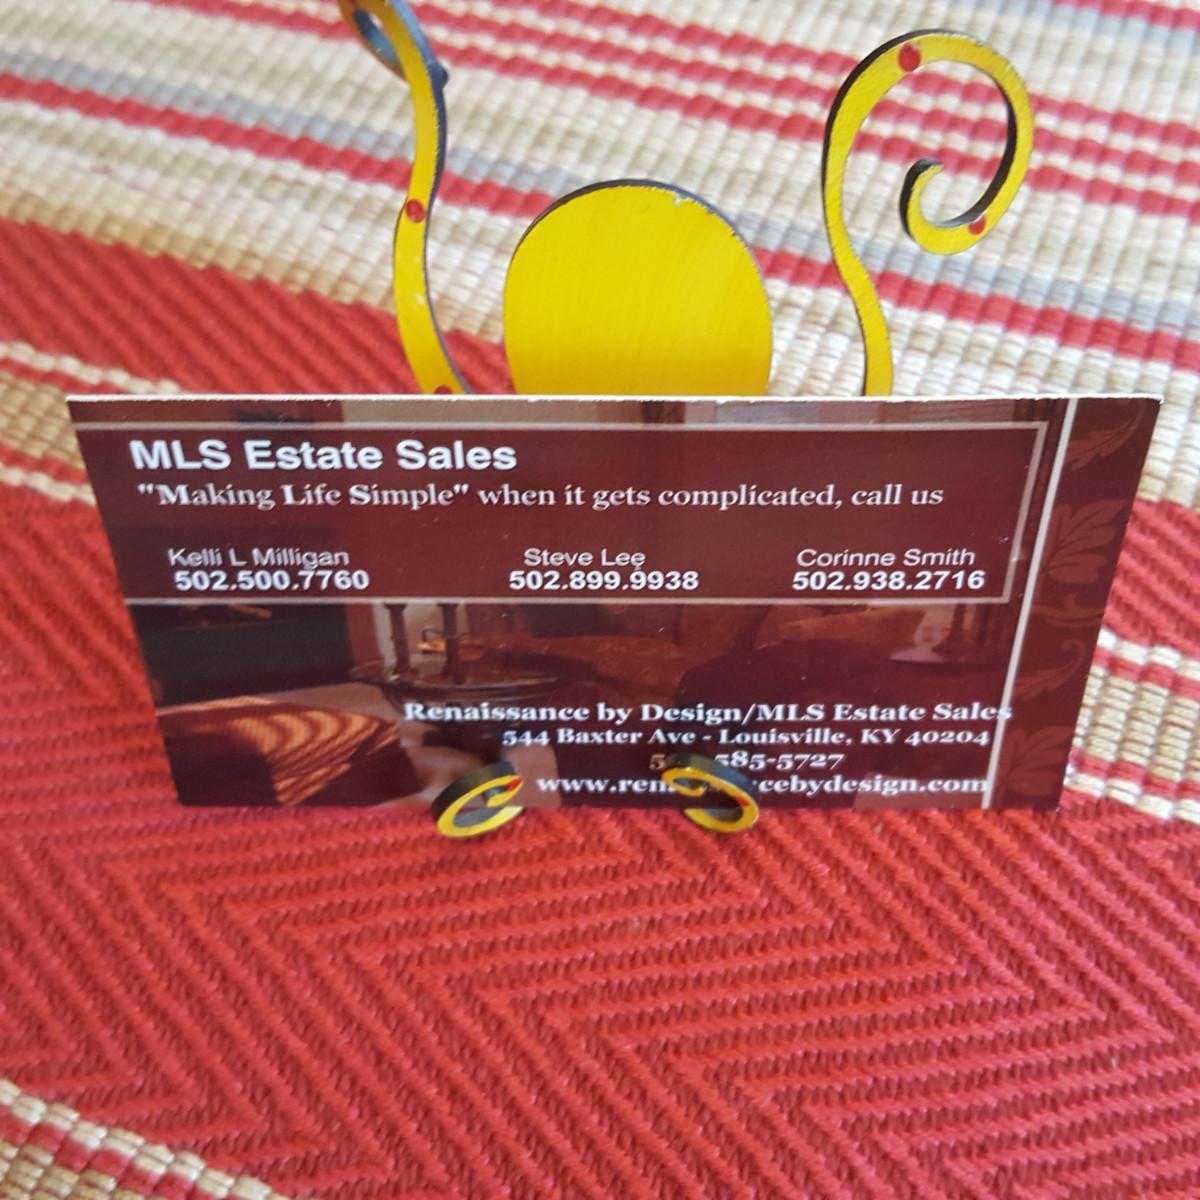 MLS Estate Sales
"Making Life Simple" when it gets complicated, call us
Kelli L Milligan Steve Lee Corinne Smith
502.500.7760 502.899.9938 502.938.2716
Renaissance by Design/MLS Estate Sales
544 Baxter Ave - Louisville, KY 40204
585-5727